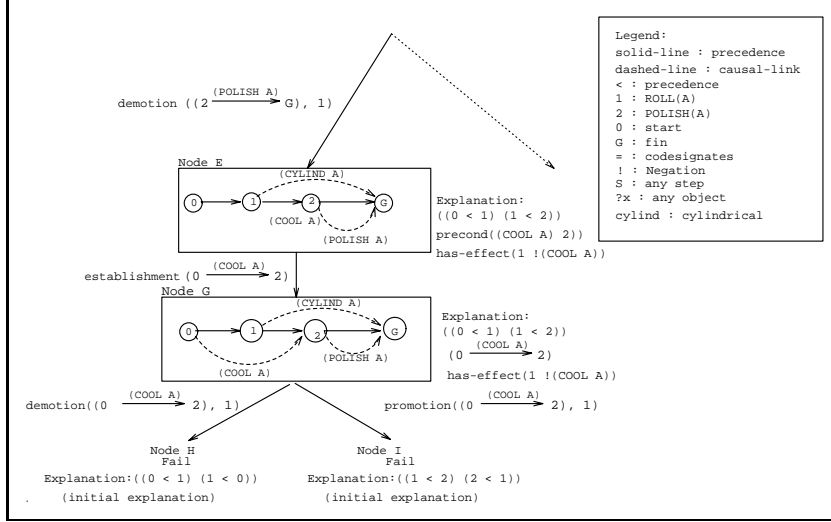 Legend:
solid-line : precedence
dashed-line : causal-link
< : precedence
1 : ROLL(A)
2 : POLISH(A)
0 : start
G : fin
= : codesignates
! : Negation
S : any step
?x : any object
cylind : cylindrical
(POLISH A)
demotion ((2 G), 1)
Node E
(CYLIND A)
0 1 2 G
(COOL A)
(POLISH A)
Explanation:
((0 < 1) (1 < 2))
precond((COOL A) 2))
has-effect(1 !(COOL A))
(COOL A)
establishment (0 2)
Node G
(CYLIND A)
0 1 2 G
(POLISH A)
(COOL A)
Explanation:
((0 < 1) (1 < 2))
(COOL A)
(0 2)
has-effect(1 !(COOL A))
(COOL A)
demotion((0 2), 1)
(COOL A)
promotion((0 2), 1)
Node H
Fail
Explanation:((0 < 1) (1 < 0))
(initial explanation)
Node I
Fail
Explanation:((1 < 2) (2 < 1))
(initial explanation)